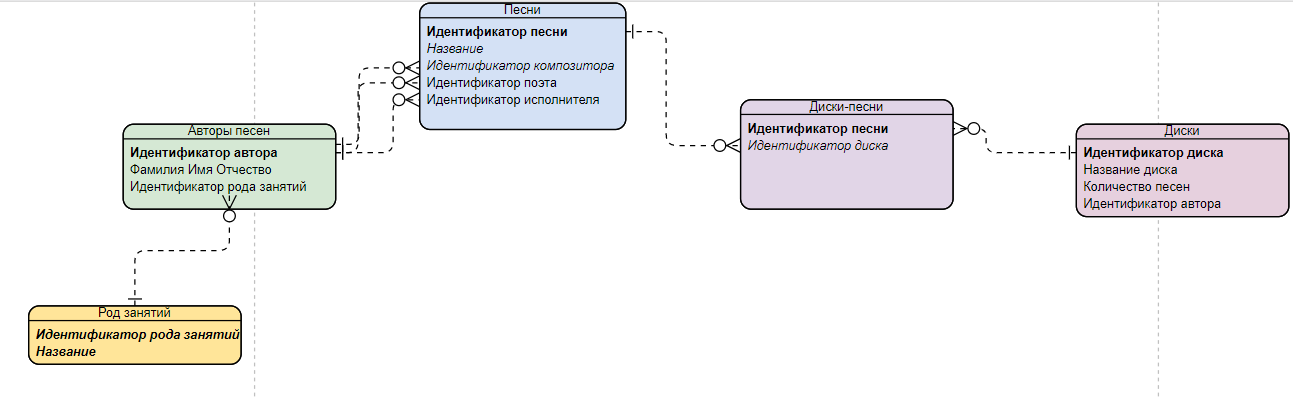 Песни
Идентификатор песни
Название
Идентификатор композитора
Идентификатор поэта
Идентификатор исполнителя
Диски-песни
Идентификатор песни
Идентификатор диска
Авторы песен
Идентификатор автора
Фамилия Имя Отчество
Идентификатор рода занятий
Диски
Идентификатор диска
Название диска
Количество песен
Идентификатор автора
Род занятий
Идентификатор рода занятий
Название